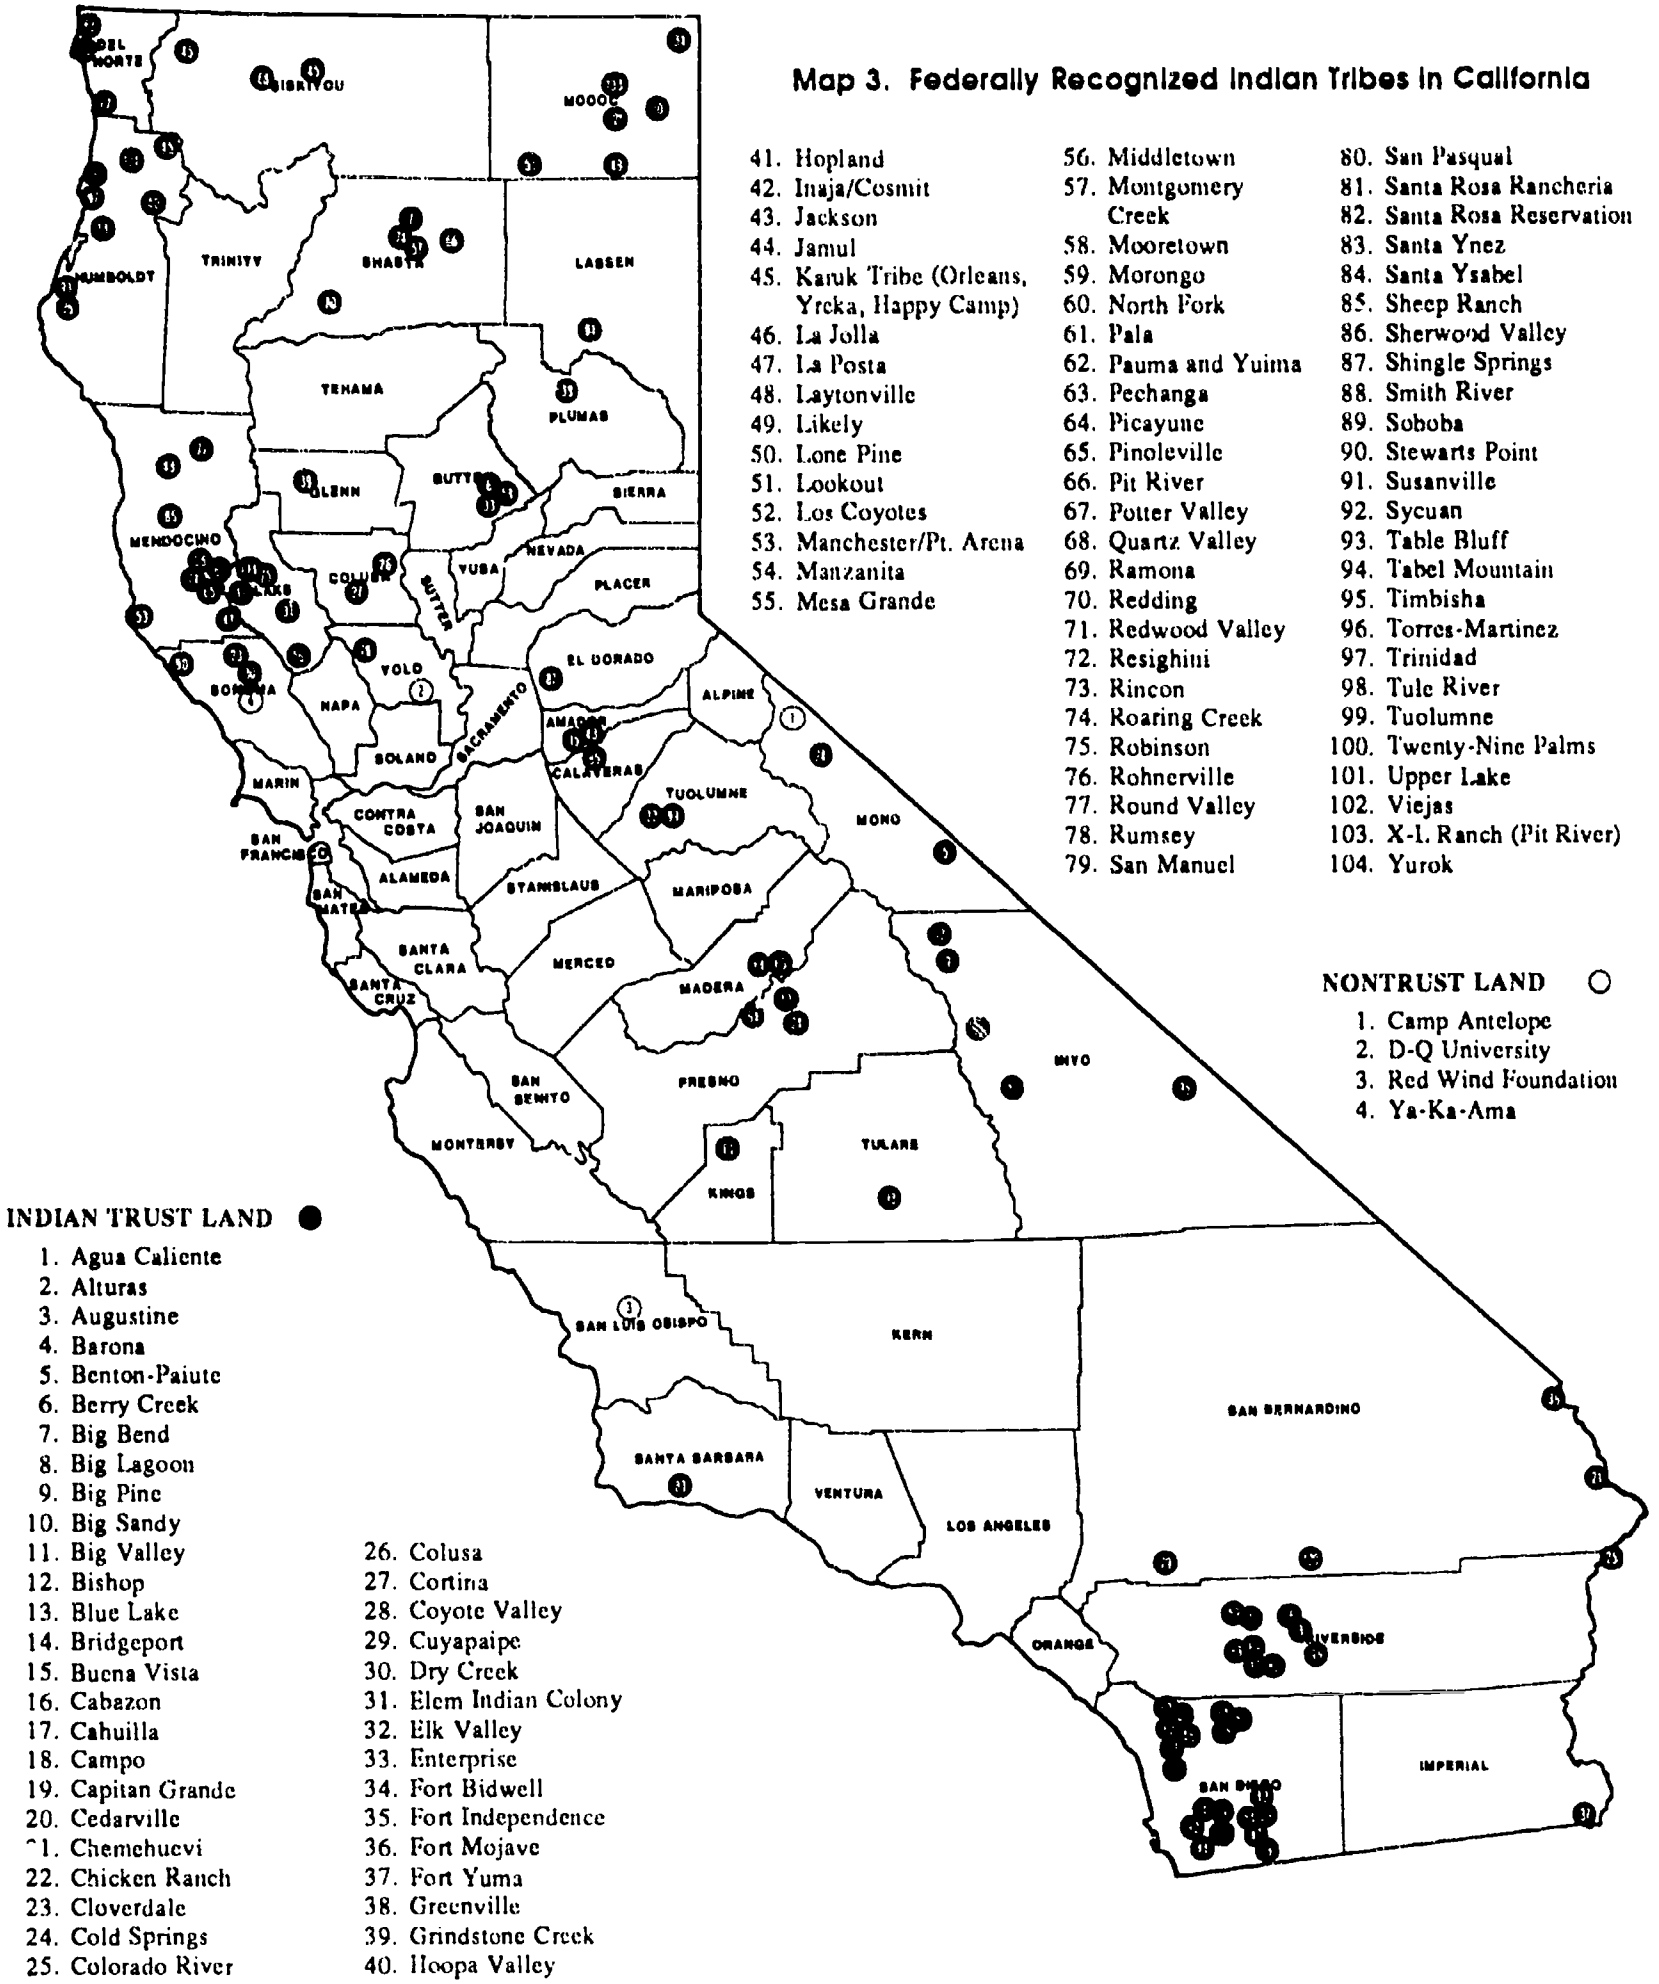 Map 3. Federally Recognized Indian Tribes in California
41. Hopland
42. Inaja/Cosmit
43. Jackson
44. Jamul
45. Karuk Tribe (Orleans,
Yreka, Happy Camp)
46. La Jolla
47. La Posta
48. Laytonville
49. Likely
50. Lone Pine
51. Lookout
52. Los Coyotes
53. Manchester/Pt. Arena
54. Manzanita
55. Mesa Grande
56. Middletown
57. Montgomery
Creek
58. Mooretown
59. Morongo
60. North Fork
61. Pala
62. Pauma and Yuima
63. Pechanga
64. Picayune
65. Pinoleville
66. Pit River
67. Potter Valley
68. Quartz Valley
69. Ramona
70. Redding
71. Redwood Valley
72. Resighini
73. Rincon
74. Roaring Creek
75. Robinson
76. Rohnerville
77. Round Valley
78. Rumsey
79. San Manuel
80. San Pasqual
81. Santa Rosa Rancheria
82. Santa Rosa Reservation
83. Santa Ynez
84. Santa Ysabel
85. Sheep Ranch
86. Sherwood Valley
87. Shingle Springs
88. Smith River
89. Soboba
90. Stewarts Point
91. Susanville
92. Sycuan
93. Table Bluff
94. Tabel Mountain
95. Timbisha
96. Torres-Martinez
97. Trinidad
98. Tule River
99. Tuolumne
100. Twenty-Nine Palms
101. Upper Lake
102. Viejas
103. X-L Ranch (Pit River)
104. Yurok
NONTRUST LAND
1. Camp Antelope
2. D-Q University
3. Red Wind Foundation
4. Ya-Ka-Ama
INDIAN TRUST LAND
1. Agua Caliente
2. Alturas
3. Augustine
4. Barona
5. Benton-Paiute
6. Berry Creek
7. Big Bend
8. Big Lagoon
9. Big Pine
10. Big Sandy
11. Big Valley
12. Bishop
13. Blue Lake
14. Bridgeport
15. Buena Vista
16. Cabazon
17. Cahuilla
18. Campo
19. Capitan Grande
20. Cedarville
1. Chemehuevi
22. Chicken Ranch
23. Cloverdale
24. Cold Springs
25. Colorado River
26. Colusa
27. Cortina
28. Coyote Valley
29. Cuyapaipe
30. Dry Creek
31. Elem Indian Colony
32. Elk Valley
33. Enterprise
34. Fort Bidwell
35. Fort Independence
36. Fort Mojave
37. Fort Yuma
38. Greenville
39. Grindstone Creek
40. Hoopa Valley
DEL
NORTE
SISKIYOU
MODOC
HUMBOLDT
TRINITY
SHASTA
LASSEN
TEHAMA
PLUMAS
GLENN
BUTTE
SIERRA
MENDOCINO
LAKE
COLUSA
SUTTER
YUBA
NEVADA
PLACER
SONOMA
4
NAPA
YOLO
2
EL DORADO
ALPINE
1
SACRAMENTO
AMADOR
SOLANO
CALAVERAS
MARIN
CONTRA
COSTA
SAN
JOAQUIN
TUOLUMNE
MONO
SAN
FRANCISCO
ALAMEDA
STANISLAUS
MARIPOSA
SAN
MATEO
SANTA
CLARA
MERCED
SANTA
CRUZ
MADERA
SAN
BENITO
FRESNO
INYO
MONTEREY
KINGS
TULARE
3
SAN LUIS OBISPO
KERN
SAN BERNARDINO
SANTA BARBARA
VENTURA
LOS ANGELES
ORANGE
RIVERSIDE
SAN DIEGO
IMPERIAL